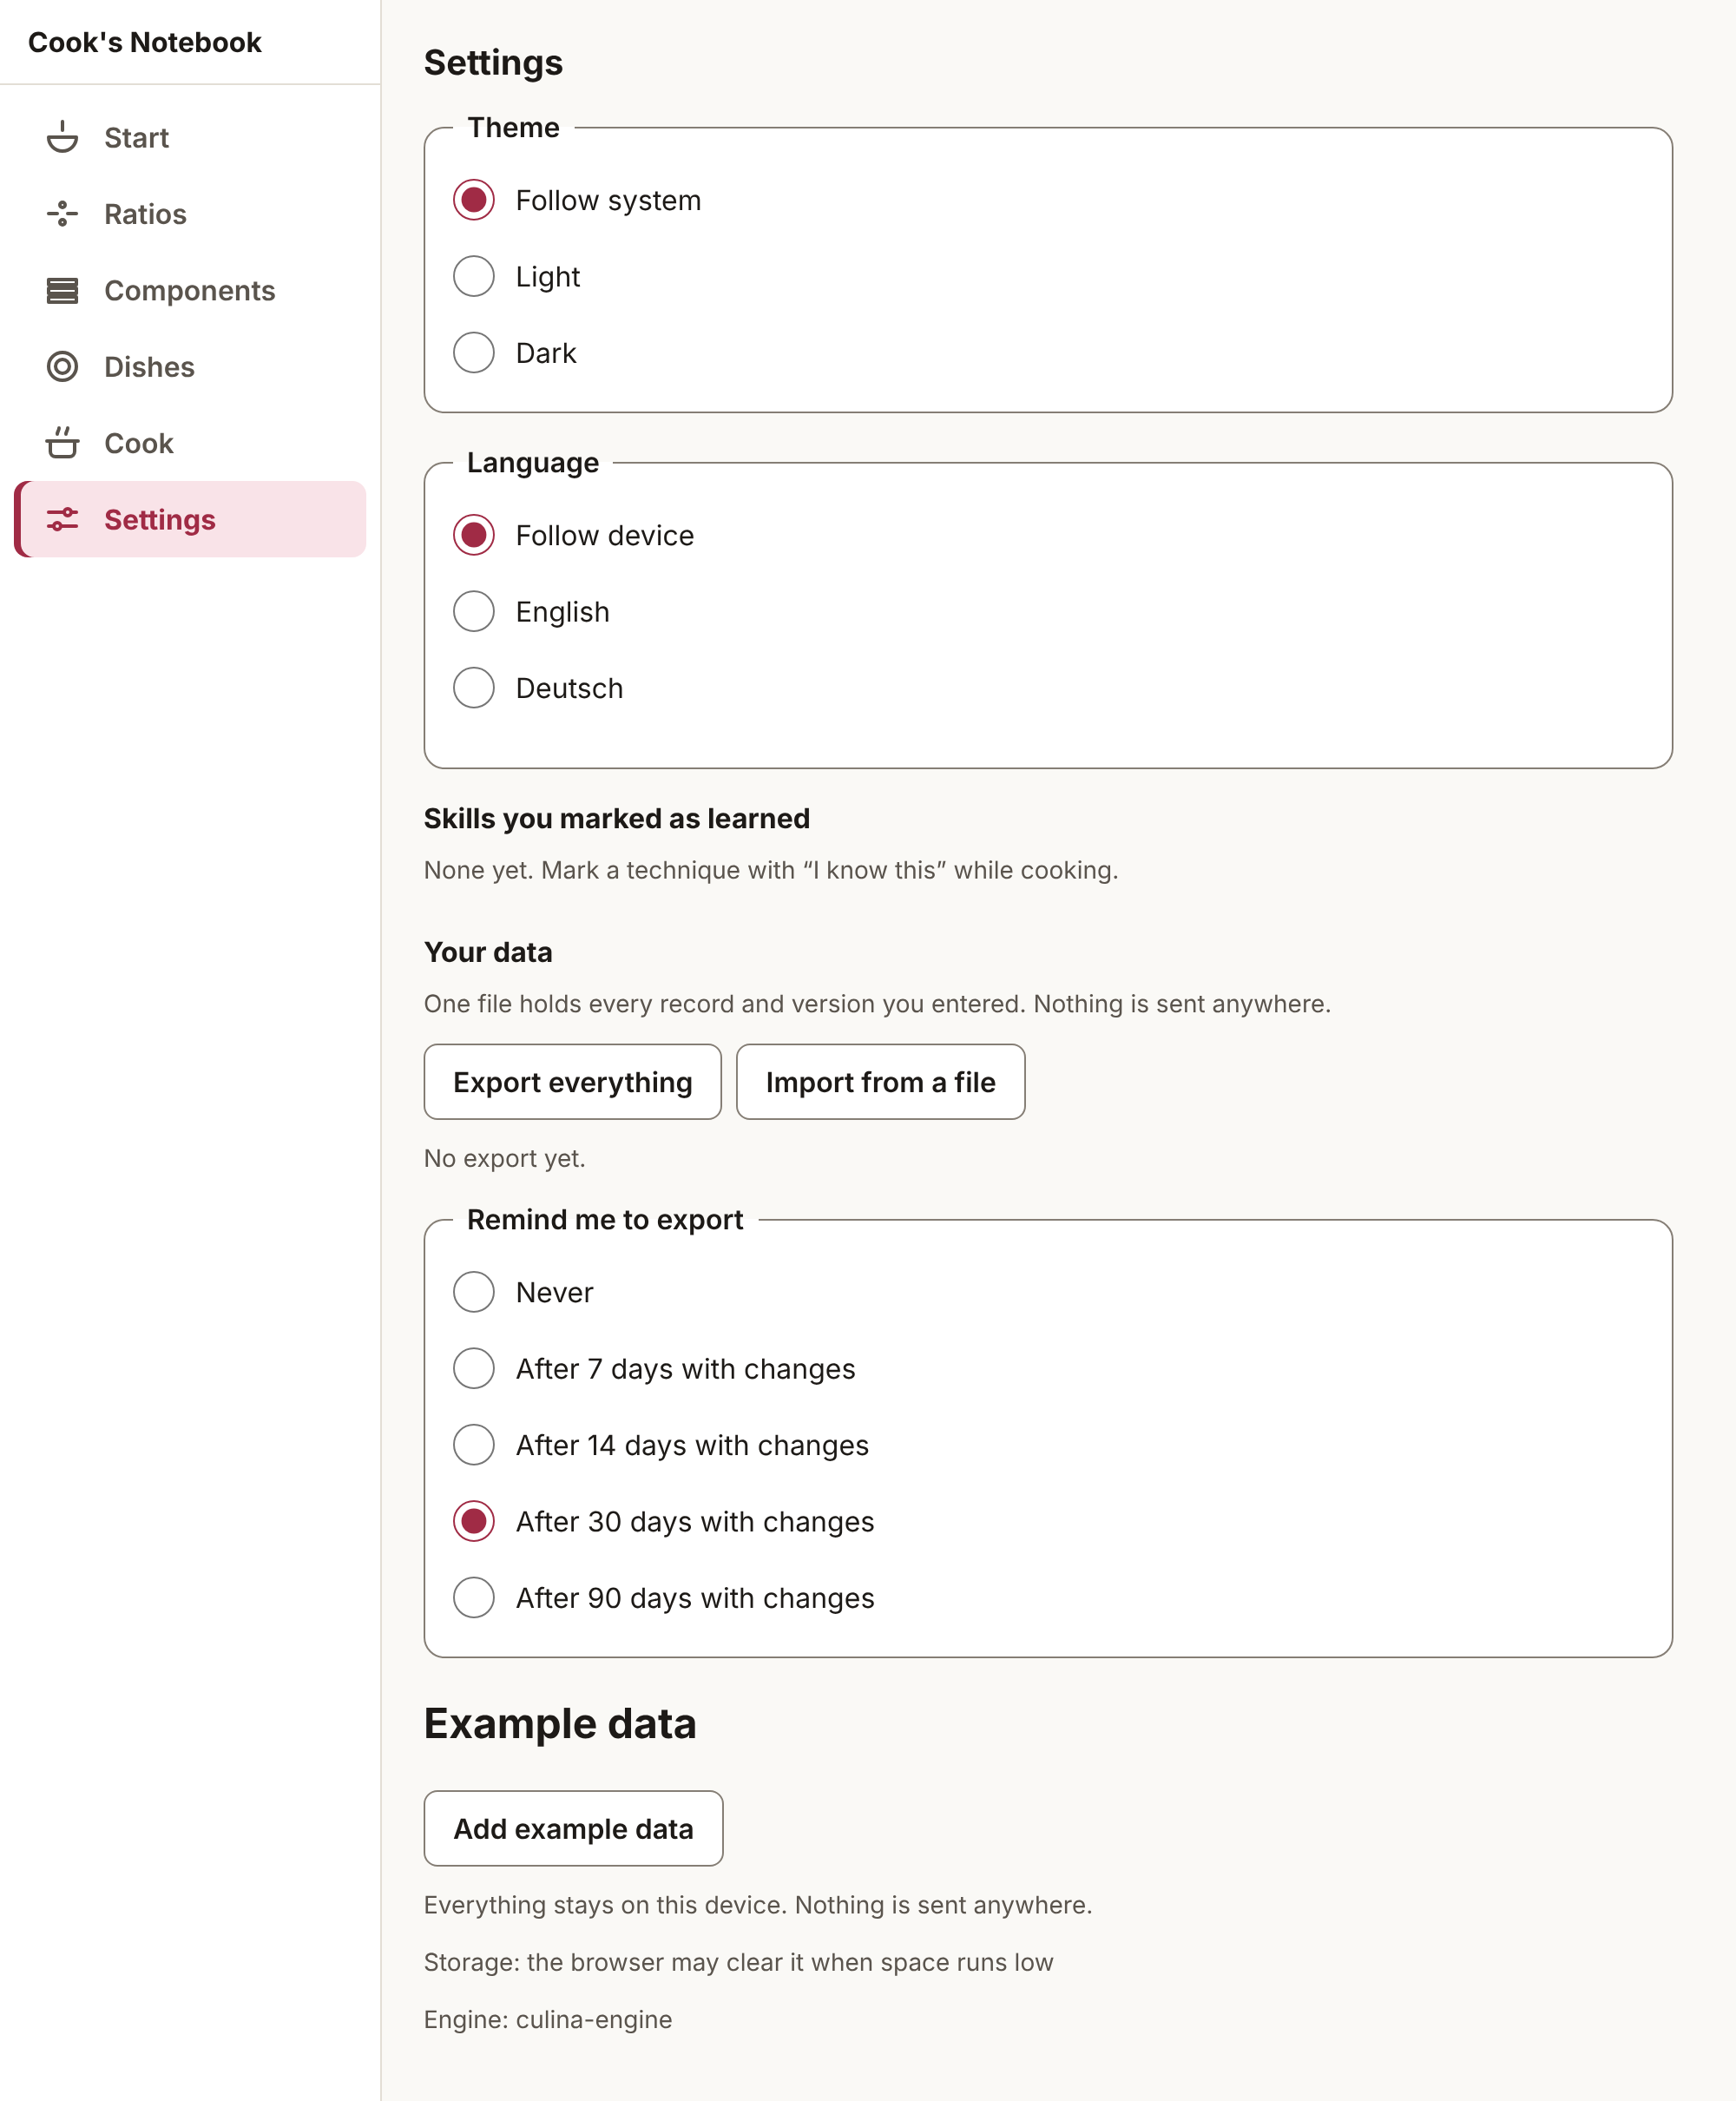 Cook's Notebook
Start
Ratios
Components
Dishes
Cook
Settings
Settings
Theme
Follow system
Light
Dark
Language
Follow device
English
Deutsch
Skills you marked as learned
None yet. Mark a technique with “I know this” while cooking.
Your data
One file holds every record and version you entered. Nothing is sent anywhere.
Export everything
Import from a file
No export yet.
Remind me to export
Never
After 7 days with changes
After 14 days with changes
After 30 days with changes
After 90 days with changes
Example data
Add example data
Everything stays on this device. Nothing is sent anywhere.
Storage: the browser may clear it when space runs low
Engine: culina-engine